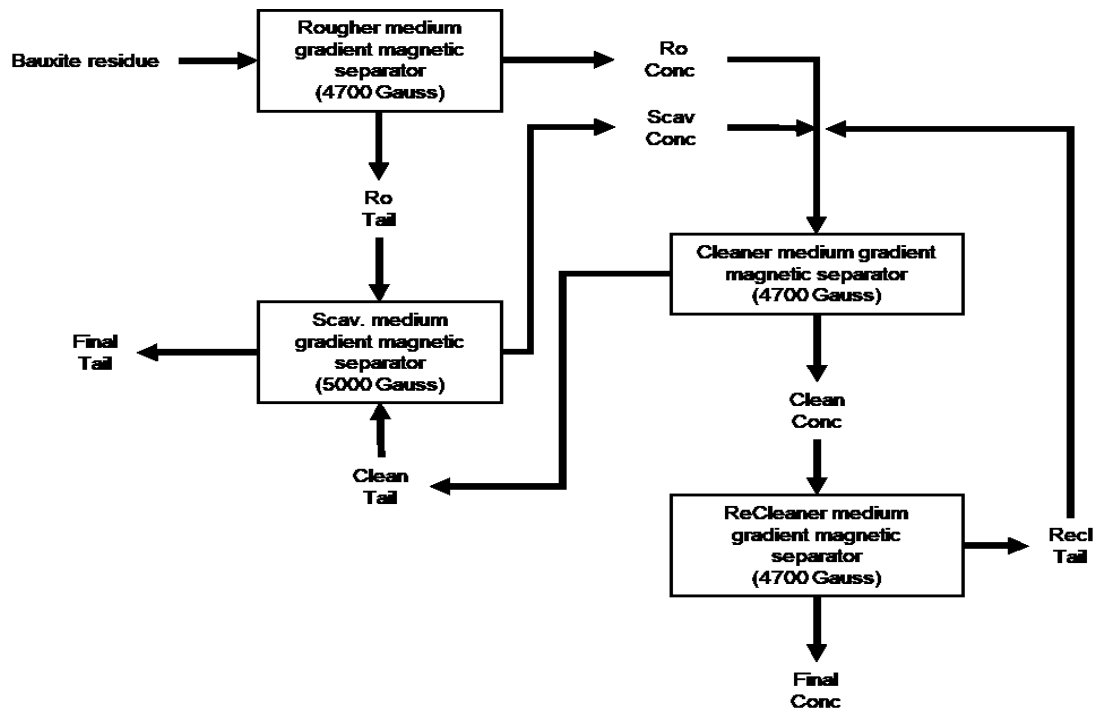 Bauxite residue
Rougher medium
gradient magnetic
separator
(4700 Gauss)
Ro
Conc
Scav
Conc
Ro
Tail
Cleaner medium gradient
magnetic separator
(4700 Gauss)
Final
Tail
Scav. medium
gradient magnetic
separator
(5000 Gauss)
Clean
Conc
Clean
Tail
ReCleaner medium
gradient magnetic
separator
(4700 Gauss)
Recl
Tail
Final
Conc